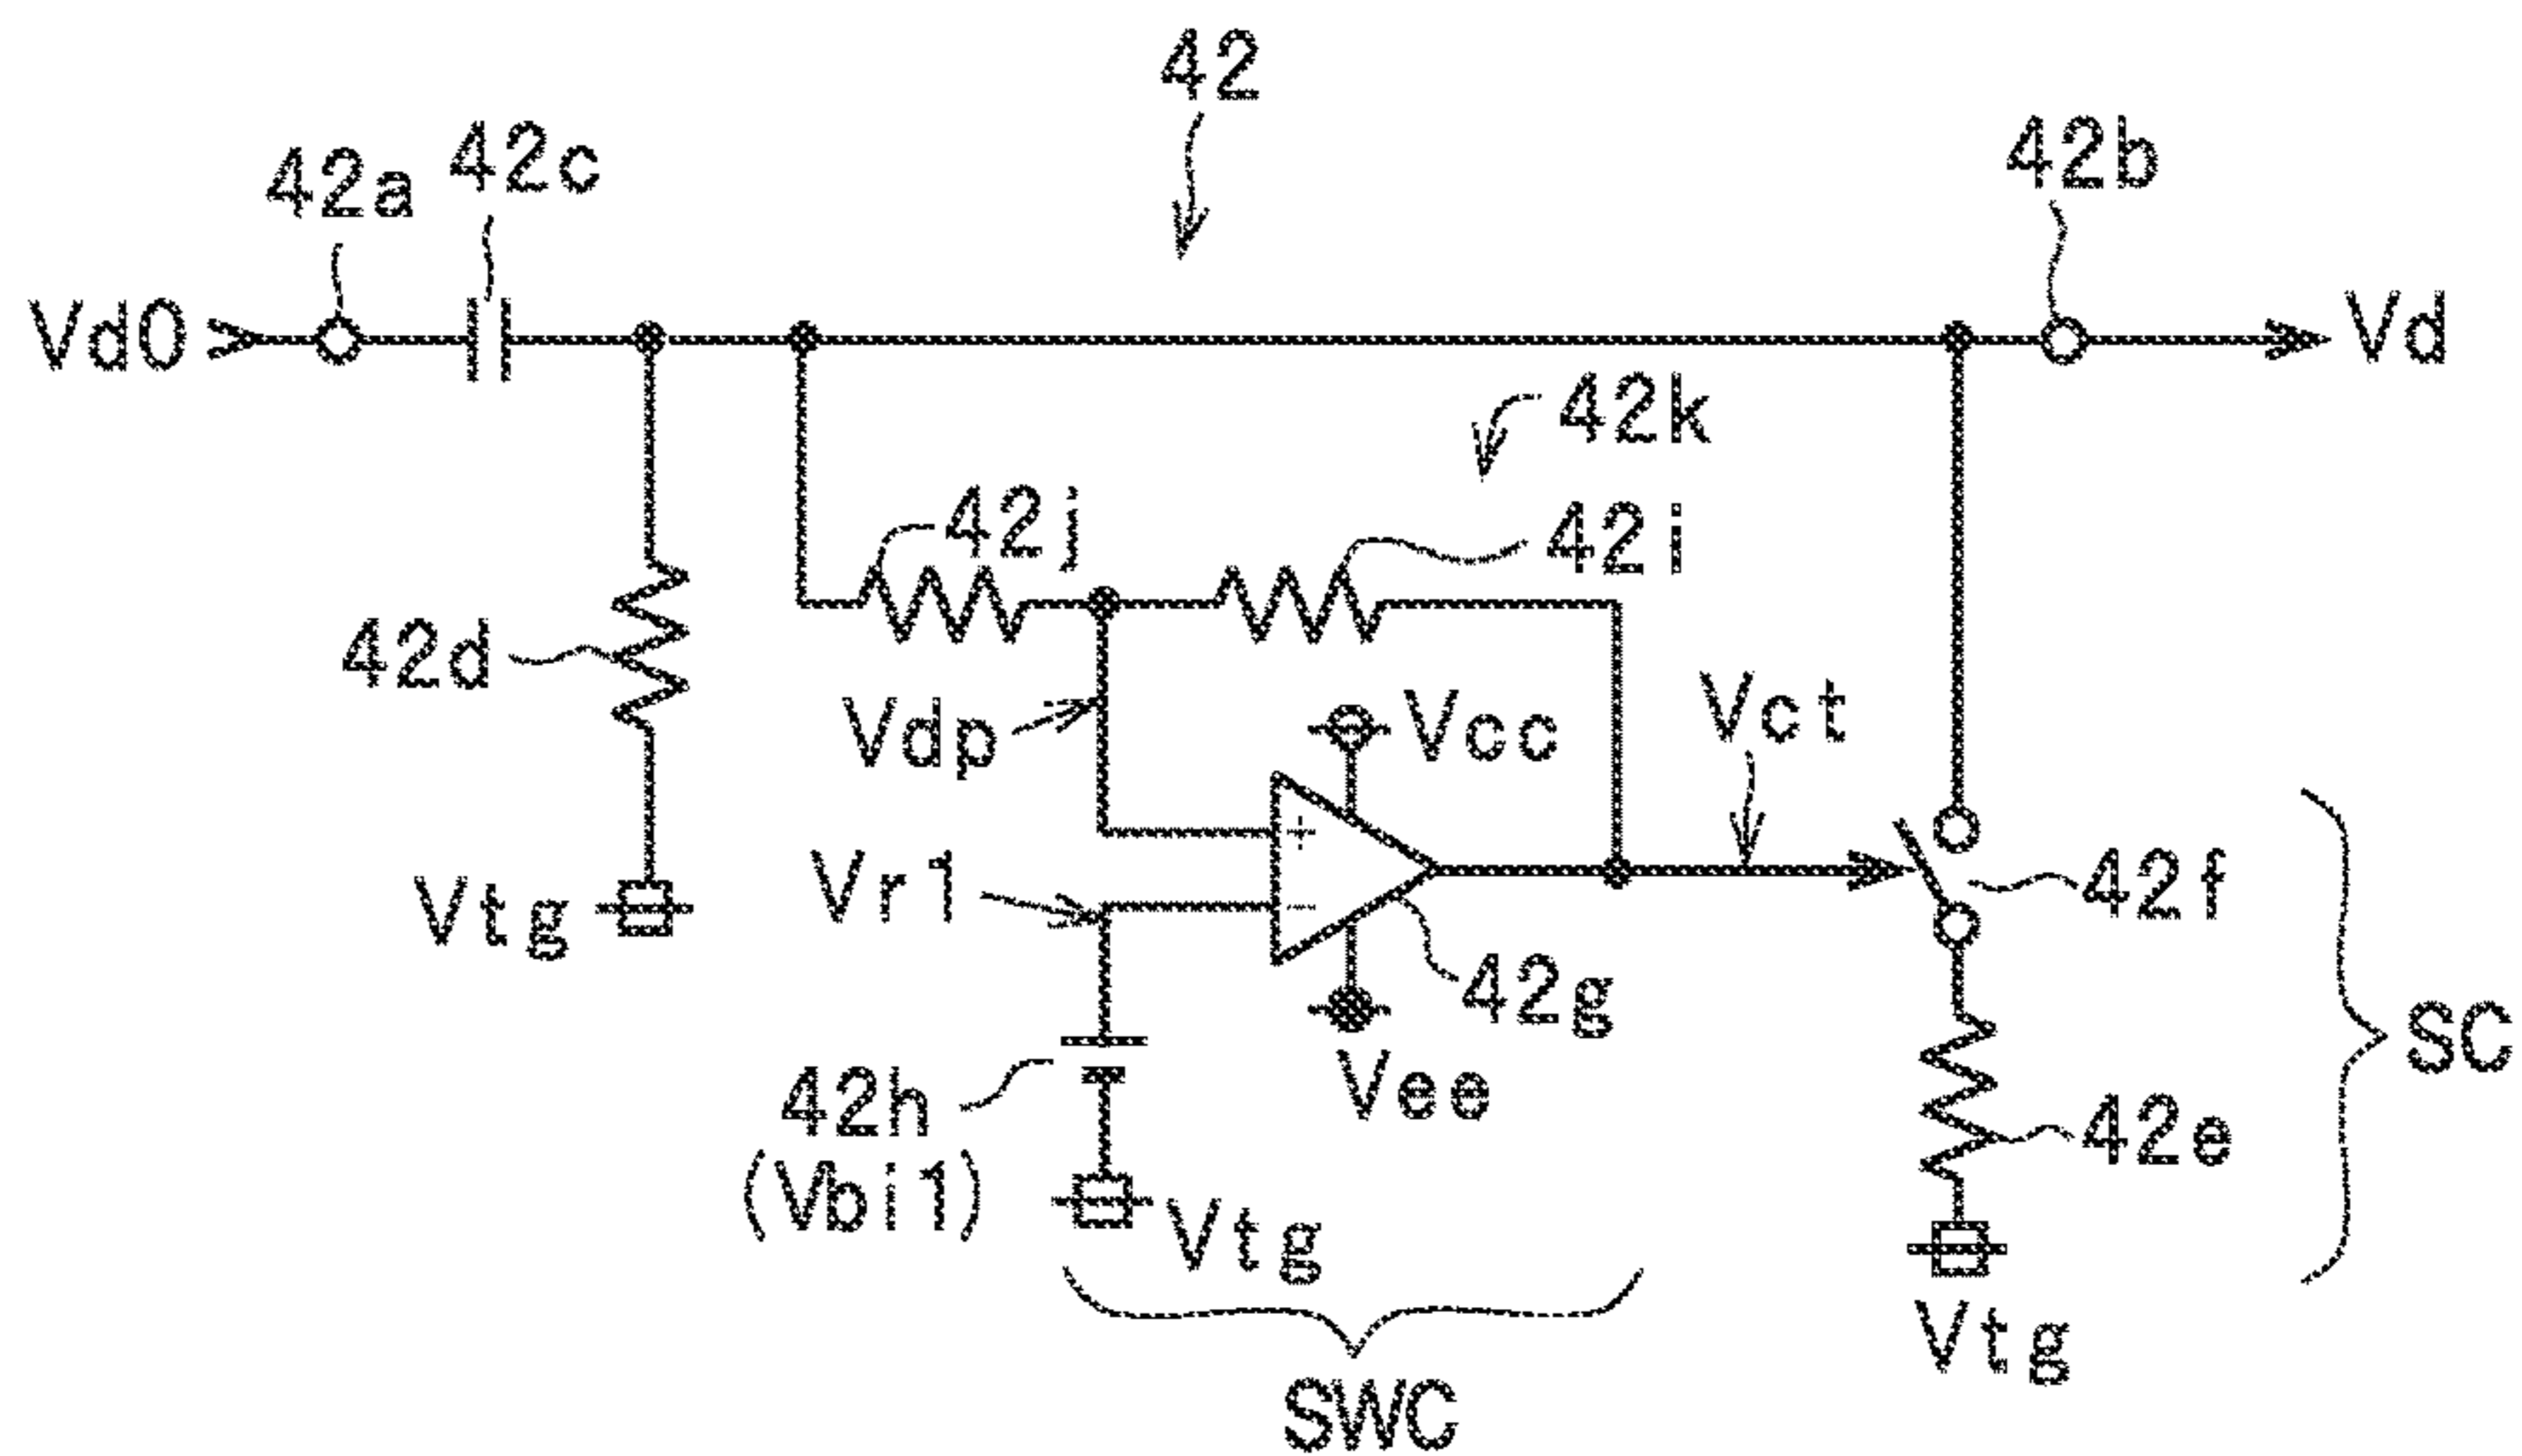 42
42a
42c
42b
Vd0
Vd
42k
42j
42i
42d
Vdp
Vcc
Vct
Vtg
Vr1
+
−
42f
42g
42h
(Vbi1)
Vee
SC
42e
Vtg
Vtg
SWC